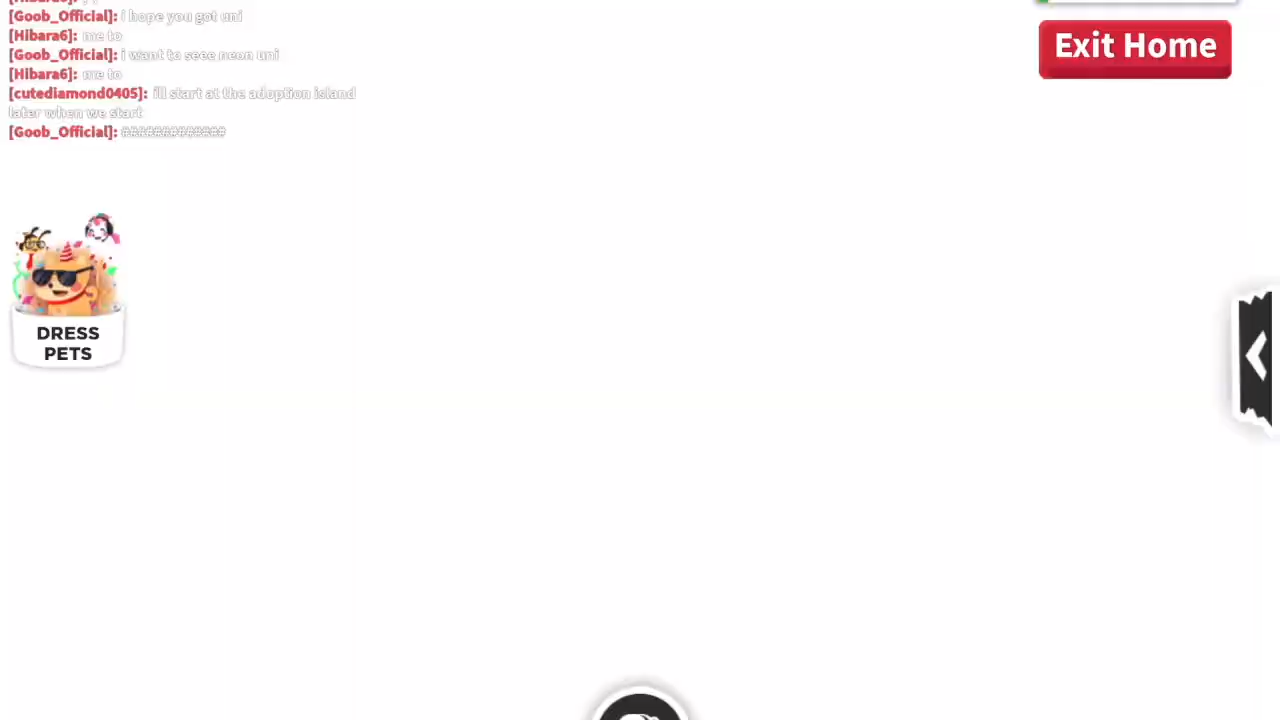 [Goob_Official]: i hope you got uni
[Hibara6]: me to
[Goob_Official]: i want to seee neon uni
[Hibara6]: me to
[cutediamond0405]: ill start at the adoption island
later when we start
[Goob_Official]: #############
Exit Home
DRESS
PETS